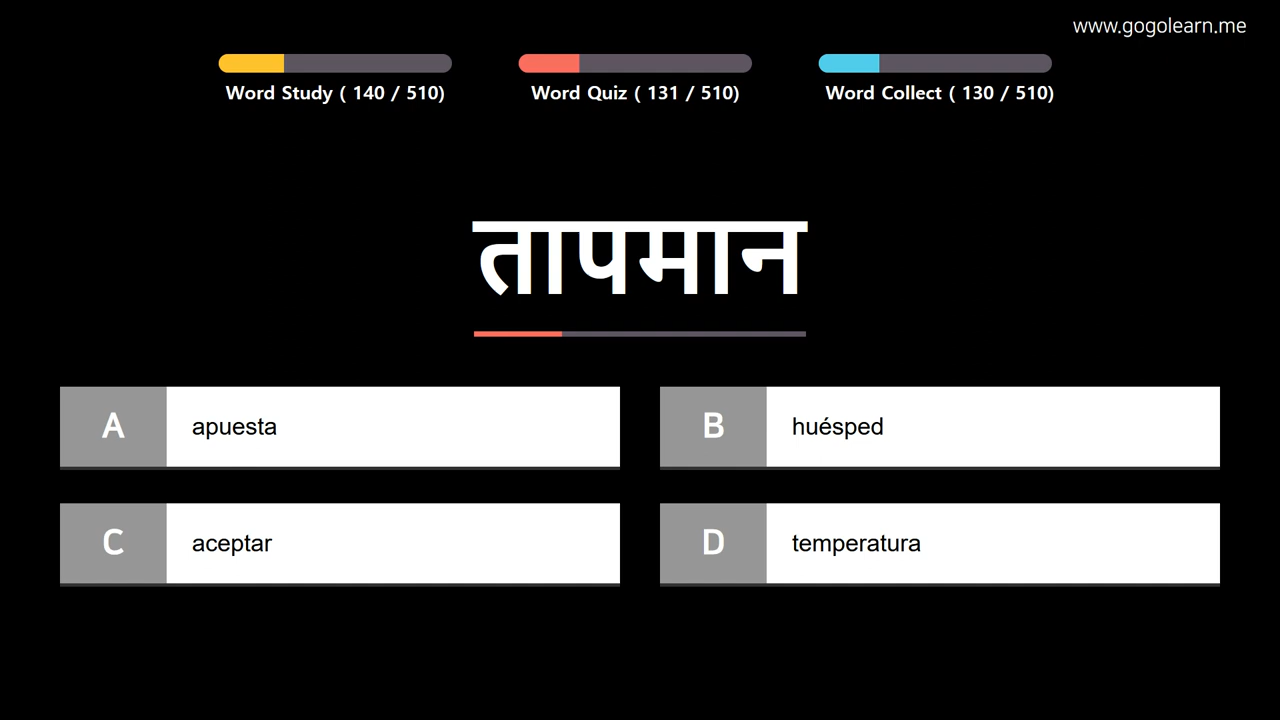 www.gogolearn.me
Word Study ( 140 / 510)
Word Quiz ( 131 / 510)
Word Collect ( 130 / 510)
तापमान
A apuesta
B huésped
C aceptar
D temperatura